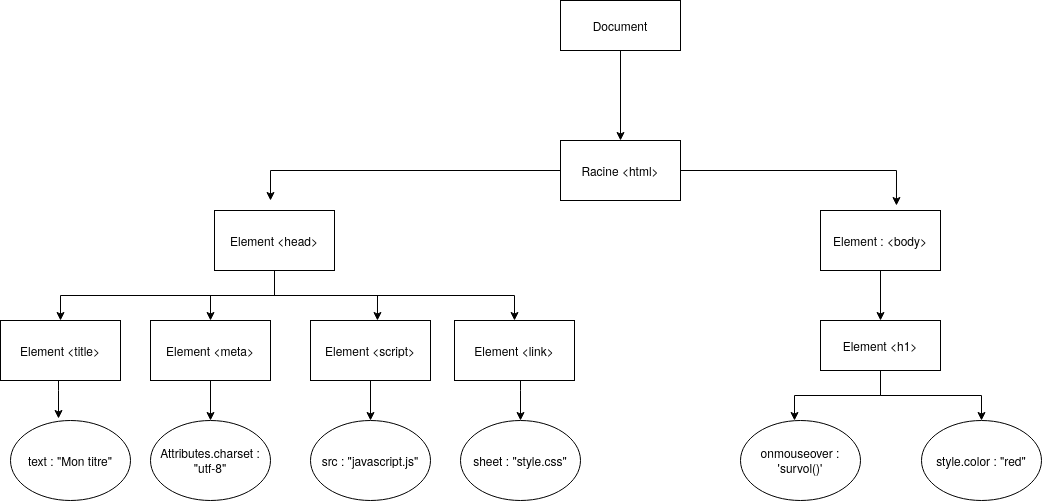 Document
Racine <html>
Element <head>
Element : <body>
Element <title>
Element <meta>
Element <script>
Element <link>
Element <h1>
text : "Mon titre"
Attributes.charset :
"utf-8"
src : "javascript.js"
sheet : "style.css"
onmouseover :
'survol()'
style.color : "red"